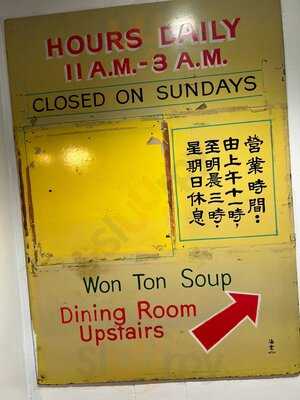 HOURS DAILY
11 A.M.-3 A.M.
CLOSED ON SUNDAYS
營業時間:
由上午十一時,
至明晨三時.
星期日休息
Won Ton Soup
Dining Room
Upstairs